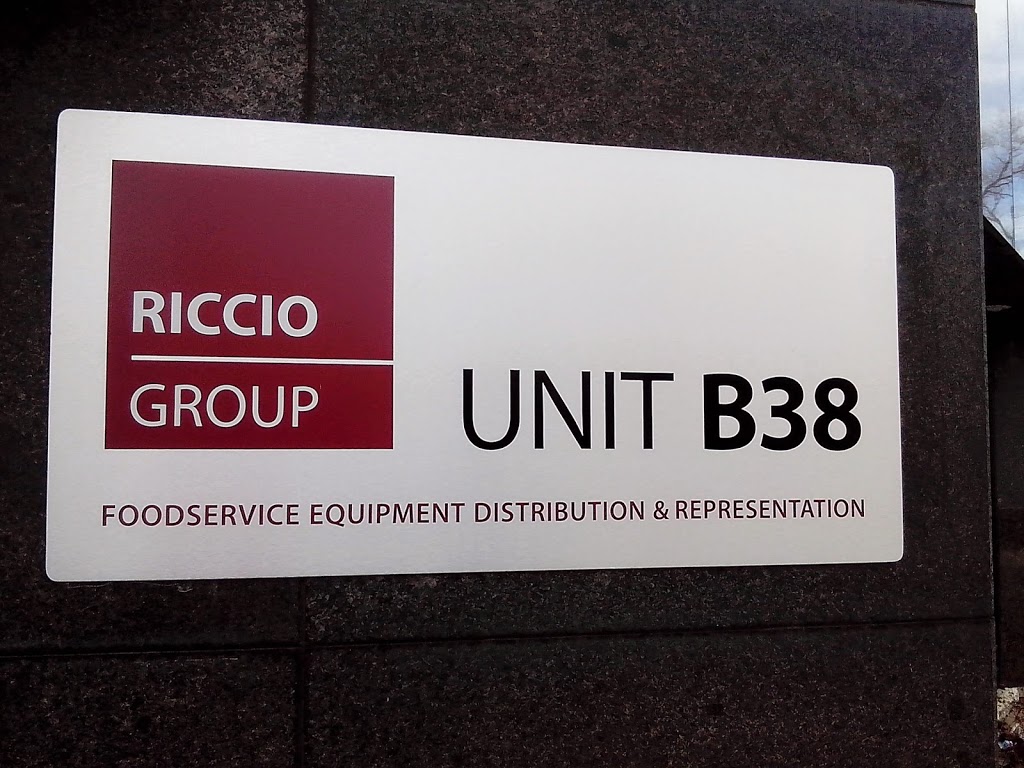 RICCIO
GROUP
UNIT B38
FOODSERVICE EQUIPMENT DISTRIBUTION & REPRESENTATION